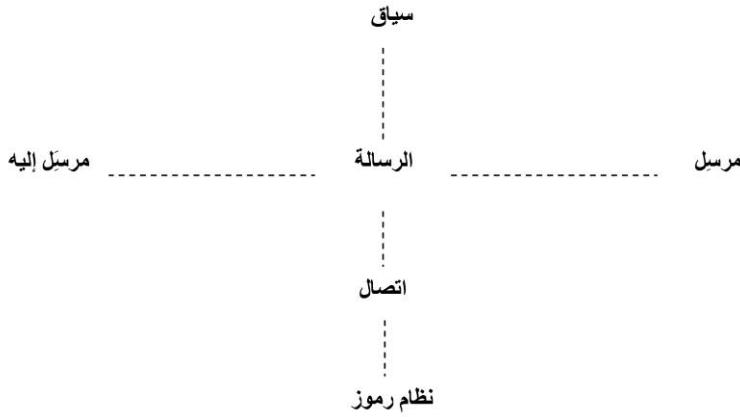 سياق
مرسِل
الرسالة
مرسَل إليه
اتصال
نظام رموز